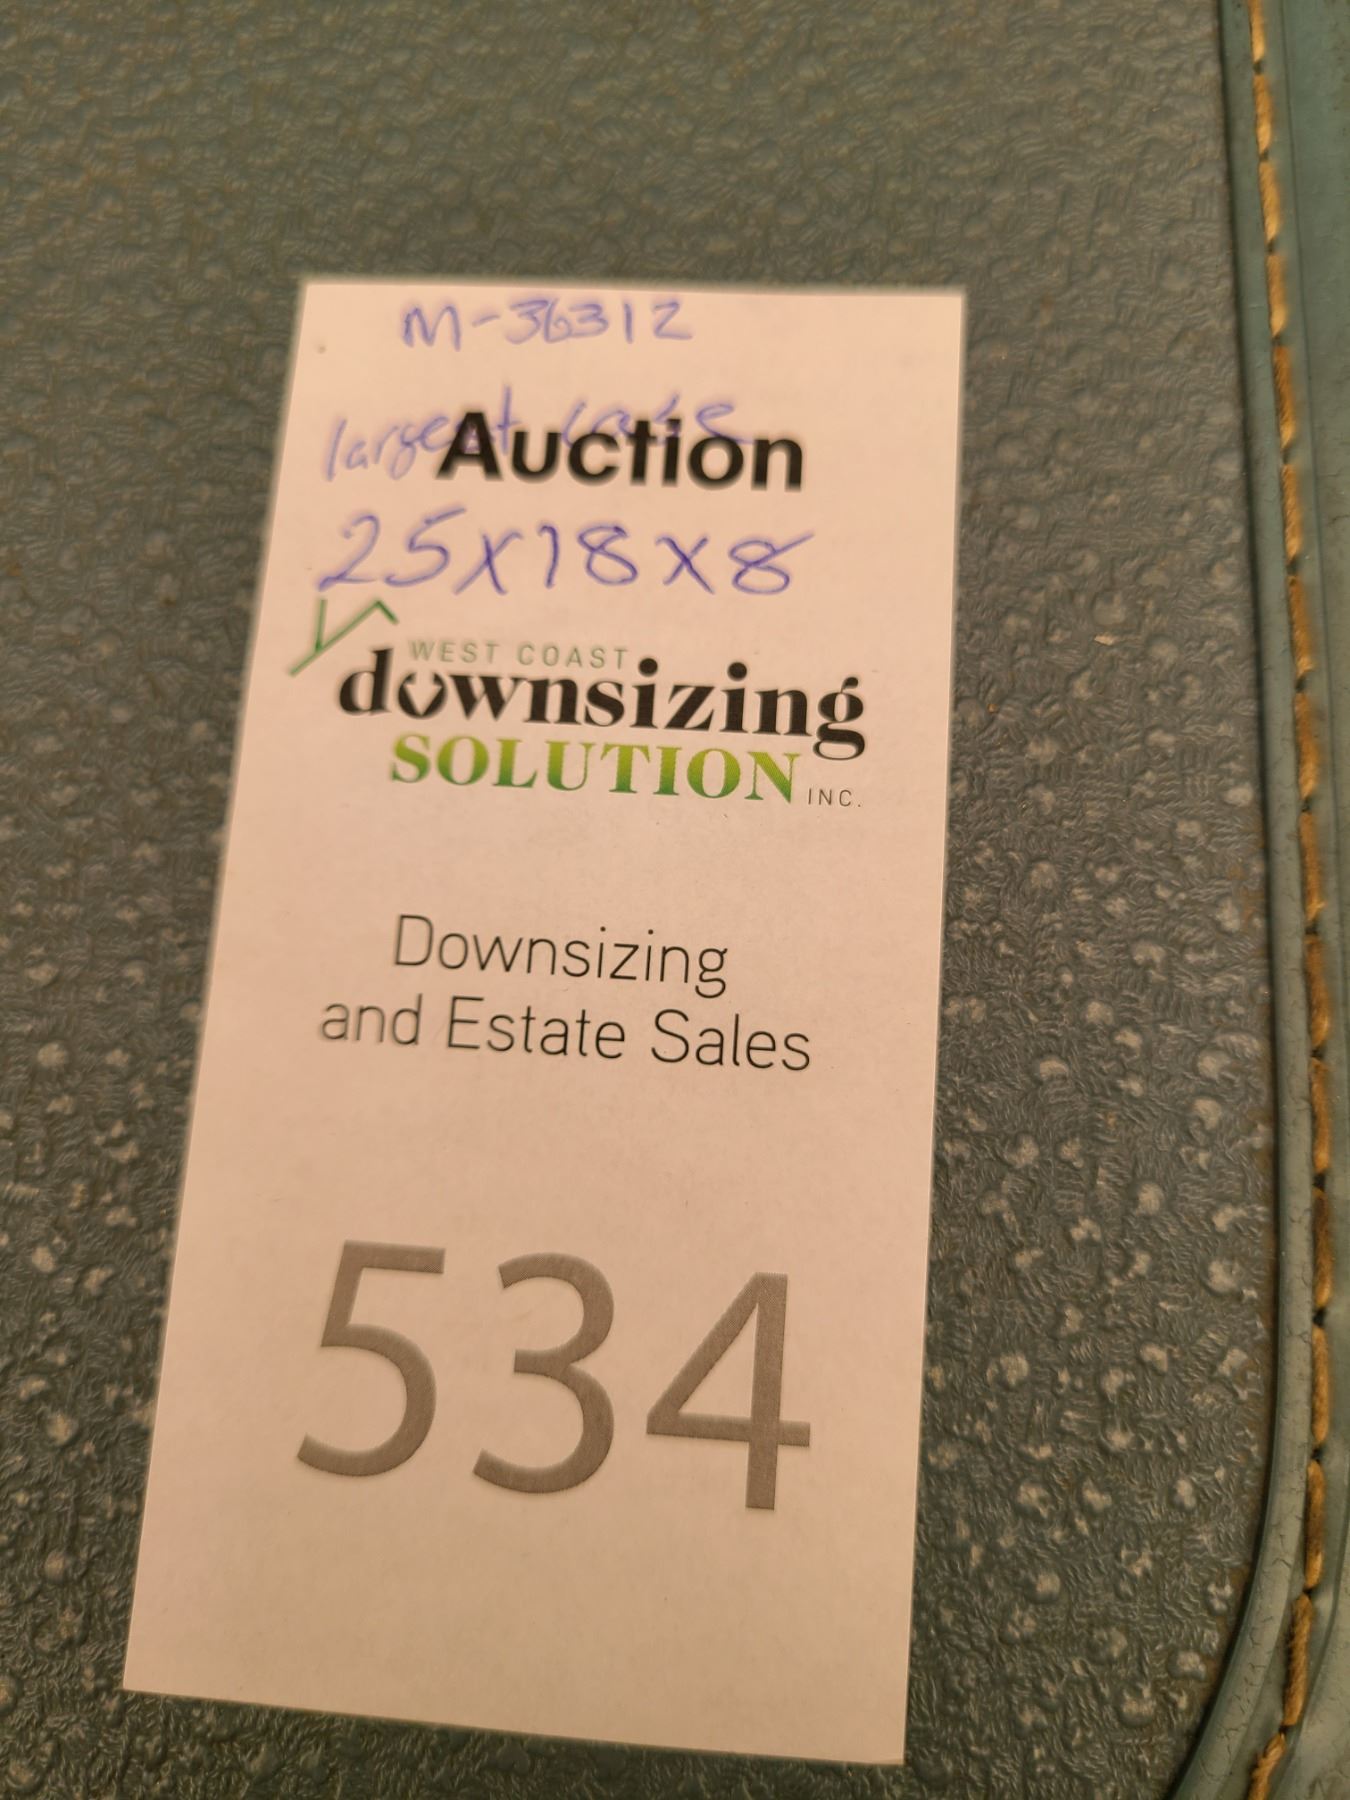 M-36312
largest case
Auction
25x18x8
WEST COAST
downsizing
SOLUTION INC.
Downsizing
and Estate Sales
534